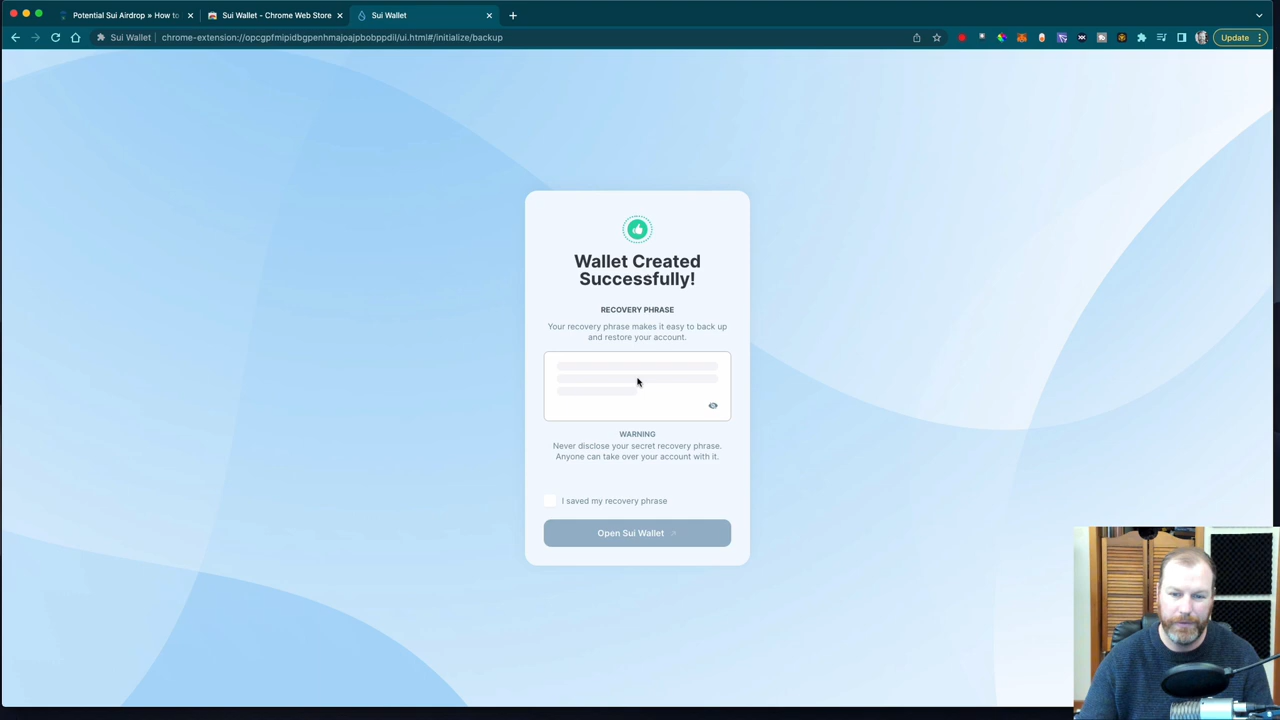 Potential Sui Airdrop » How to
Sui Wallet - Chrome Web Store
Sui Wallet
Sui Wallet
chrome-extension://opcgpfmipidbgpenhmajoajpbobppdil/ui.html#/initialize/backup
Update
Wallet Created
Successfully!
RECOVERY PHRASE
Your recovery phrase makes it easy to back up
and restore your account.
WARNING
Never disclose your secret recovery phrase.
Anyone can take over your account with it.
I saved my recovery phrase
Open Sui Wallet